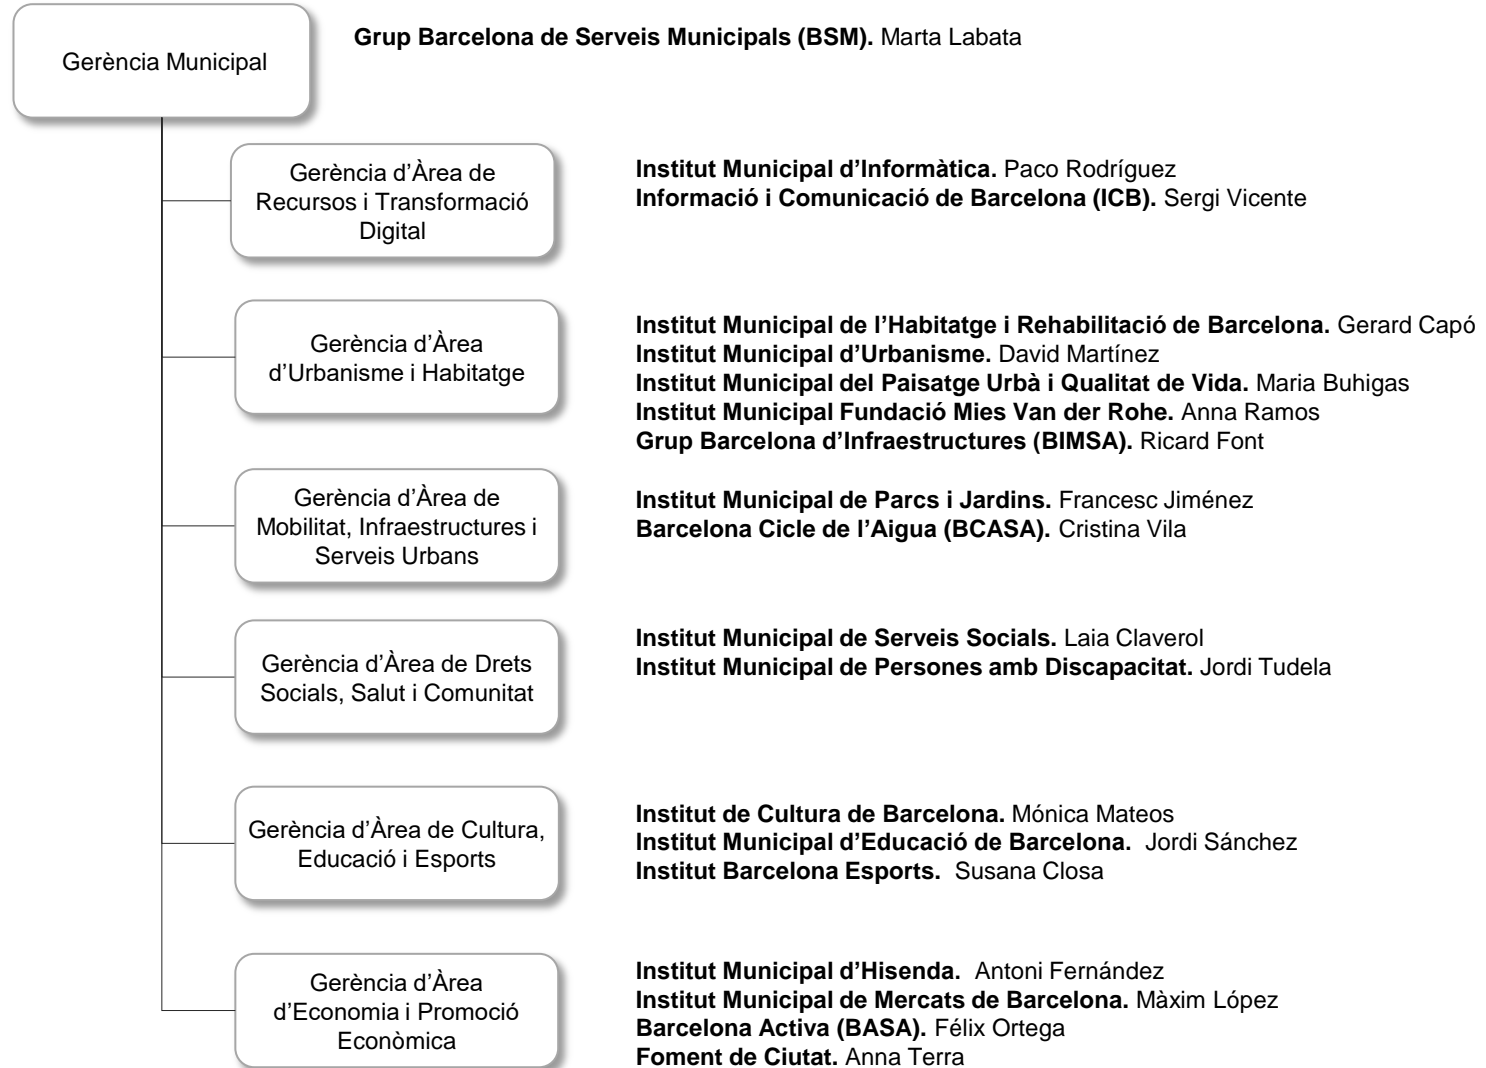 Gerència Municipal
Grup Barcelona de Serveis Municipals (BSM). Marta Labata
Gerència d’Àrea de
Recursos i Transformació
Digital
Institut Municipal d’Informàtica. Paco Rodríguez
Informació i Comunicació de Barcelona (ICB). Sergi Vicente
Gerència d’Àrea
d’Urbanisme i Habitatge
Institut Municipal de l’Habitatge i Rehabilitació de Barcelona. Gerard Capó
Institut Municipal d’Urbanisme. David Martínez
Institut Municipal del Paisatge Urbà i Qualitat de Vida. Maria Buhigas
Institut Municipal Fundació Mies Van der Rohe. Anna Ramos
Grup Barcelona d’Infraestructures (BIMSA). Ricard Font
Gerència d’Àrea de
Mobilitat, Infraestructures i
Serveis Urbans
Institut Municipal de Parcs i Jardins. Francesc Jiménez
Barcelona Cicle de l’Aigua (BCASA). Cristina Vila
Gerència d’Àrea de Drets
Socials, Salut i Comunitat
Institut Municipal de Serveis Socials. Laia Claverol
Institut Municipal de Persones amb Discapacitat. Jordi Tudela
Gerència d’Àrea de Cultura,
Educació i Esports
Institut de Cultura de Barcelona. Mónica Mateos
Institut Municipal d’Educació de Barcelona. Jordi Sánchez
Institut Barcelona Esports. Susana Closa
Gerència d’Àrea
d’Economia i Promoció
Econòmica
Institut Municipal d’Hisenda. Antoni Fernández
Institut Municipal de Mercats de Barcelona. Màxim López
Barcelona Activa (BASA). Félix Ortega
Foment de Ciutat. Anna Terra